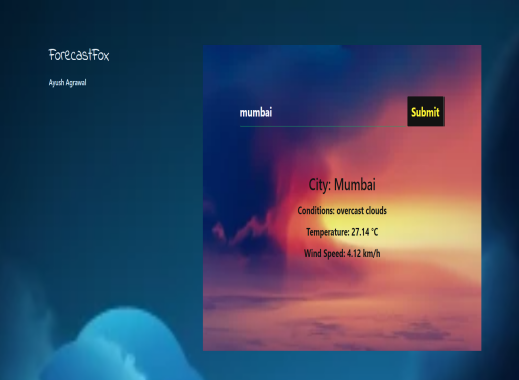 ForecastFox
Ayush Agrawal
mumbai
Submit
City: Mumbai
Conditions: overcast clouds
Temperature: 27.14 °C
Wind Speed: 4.12 km/h